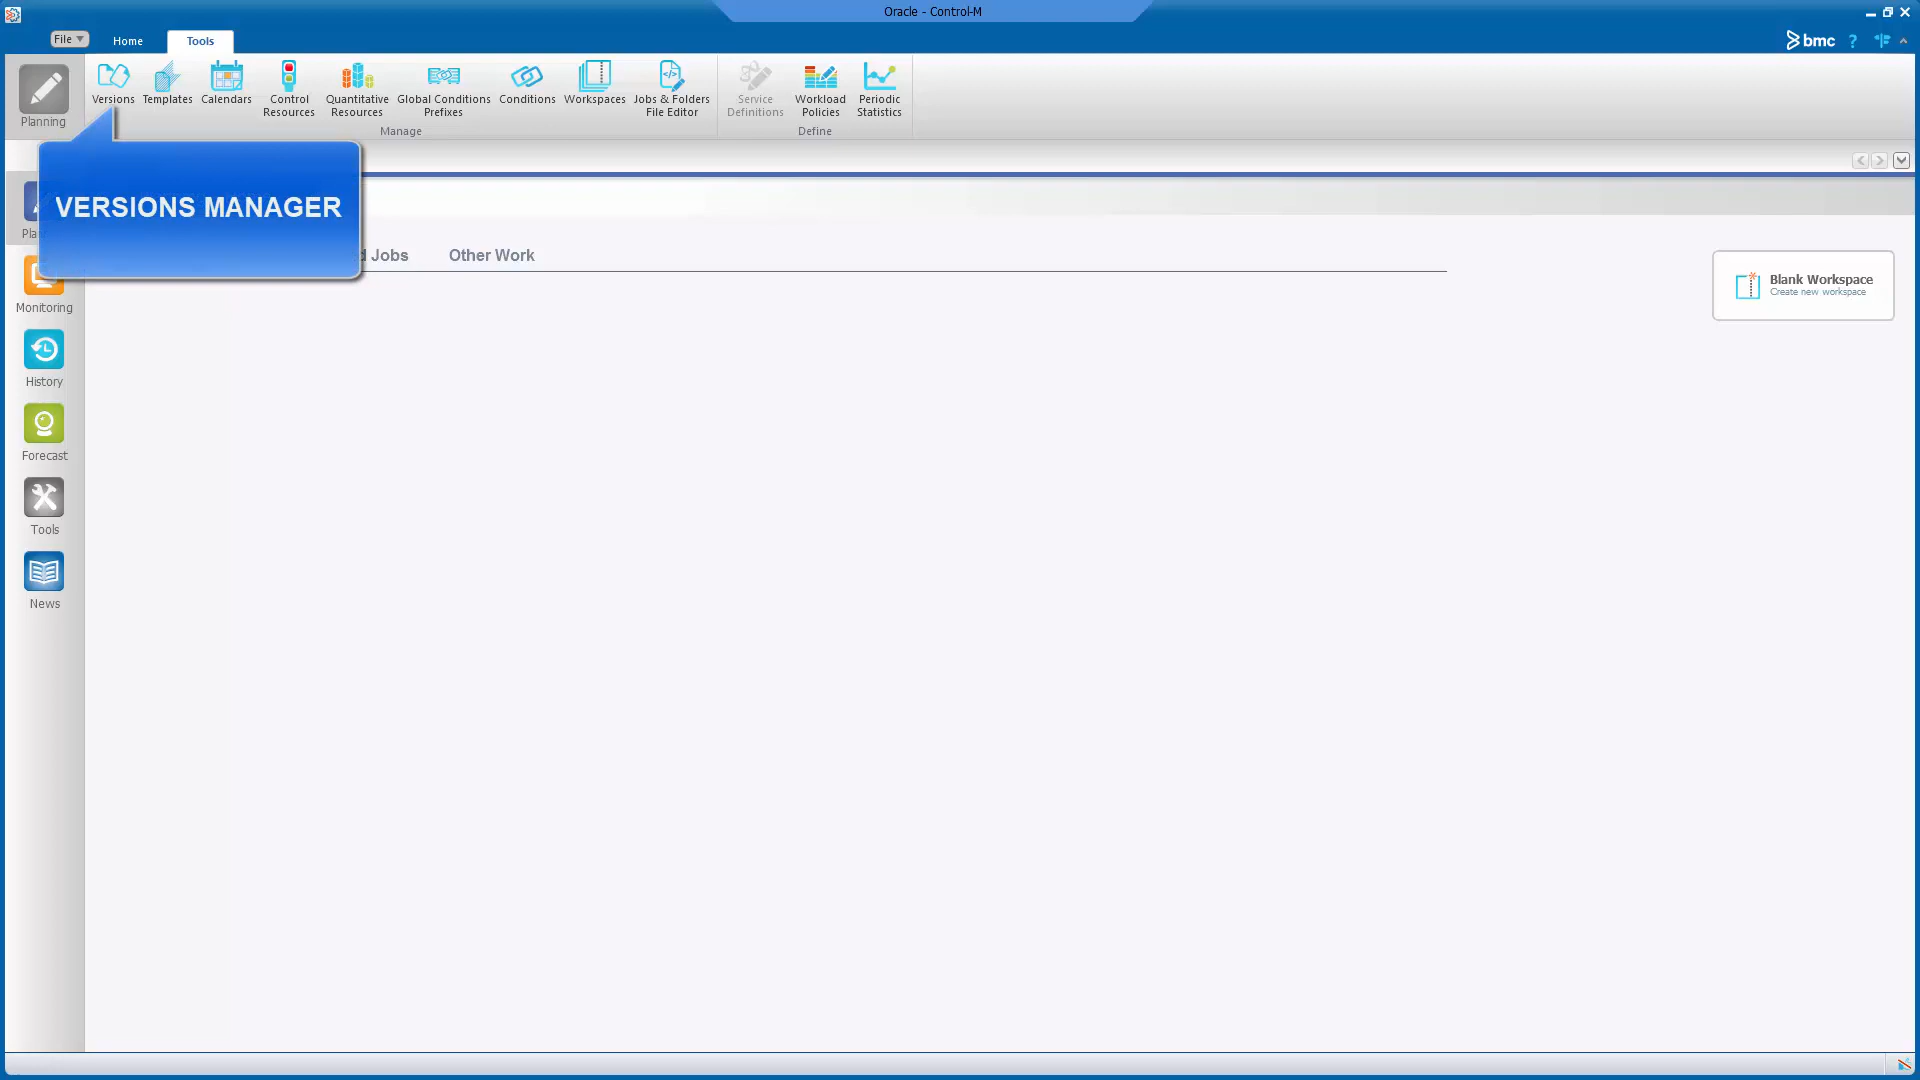 Oracle - Control-M
File
Home
Tools
bmc
?
Planning
Versions
Templates
Calendars
Control
Resources
Quantitative
Resources
Global Conditions
Prefixes
Conditions
Workspaces
Jobs & Folders
File Editor
Manage
Service
Definitions
Workload
Policies
Periodic
Statistics
Define
VERSIONS MANAGER
Jobs
Other Work
Blank Workspace
Create new workspace
Monitoring
History
Forecast
Tools
News